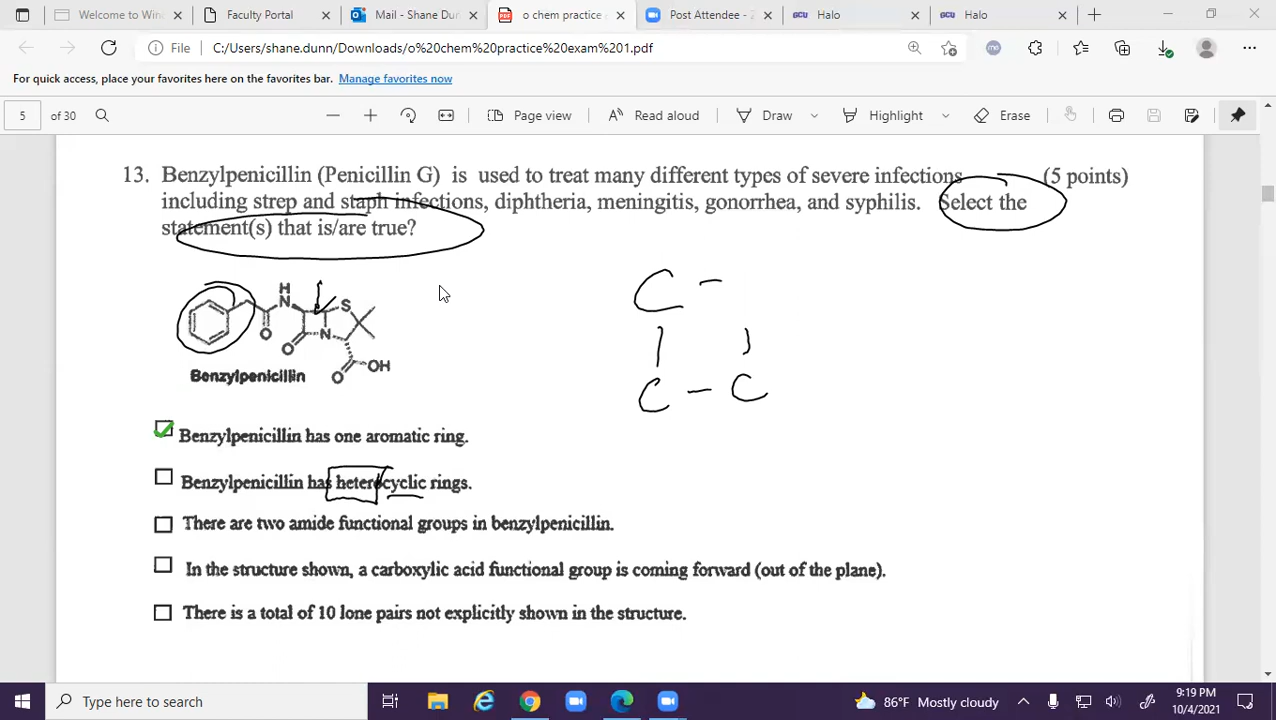 Welcome to Win
Faculty Portal
Mail - Shane Dun
o chem practice e
Post Attendee - Z
GCU
Halo
GCU
Halo
File
C:/Users/shane.dunn/Downloads/o%20chem%20practice%20exam%201.pdf
For quick access, place your favorites here on the favorites bar. Manage favorites now
5 of 30
Page view
Read aloud
Draw
Highlight
Erase
13. Benzylpenicillin (Penicillin G) is used to treat many different types of severe infections (5 points)
including strep and staph infections, diphtheria, meningitis, gonorrhea, and syphilis. Select the
statement(s) that is/are true?
H
N
S
O
N
O
O
OH
Benzylpenicillin
C -
C - C
Benzylpenicillin has one aromatic ring.
Benzylpenicillin has heterocyclic rings.
There are two amide functional groups in benzylpenicillin.
In the structure shown, a carboxylic acid functional group is coming forward (out of the plane).
There is a total of 10 lone pairs not explicitly shown in the structure.
Type here to search
86°F Mostly cloudy
9:19 PM
10/4/2021